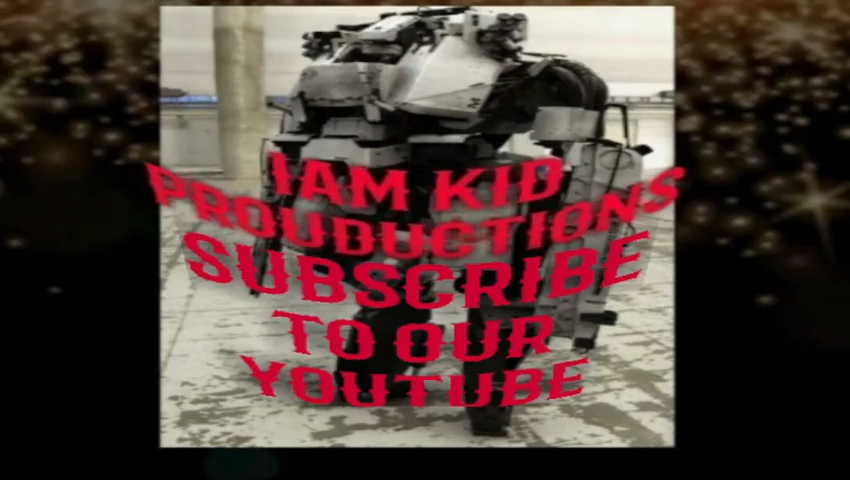 IAM KID
PROUDUCTIONS
SUBSCRIBE
TO OUR
YOUTUBE